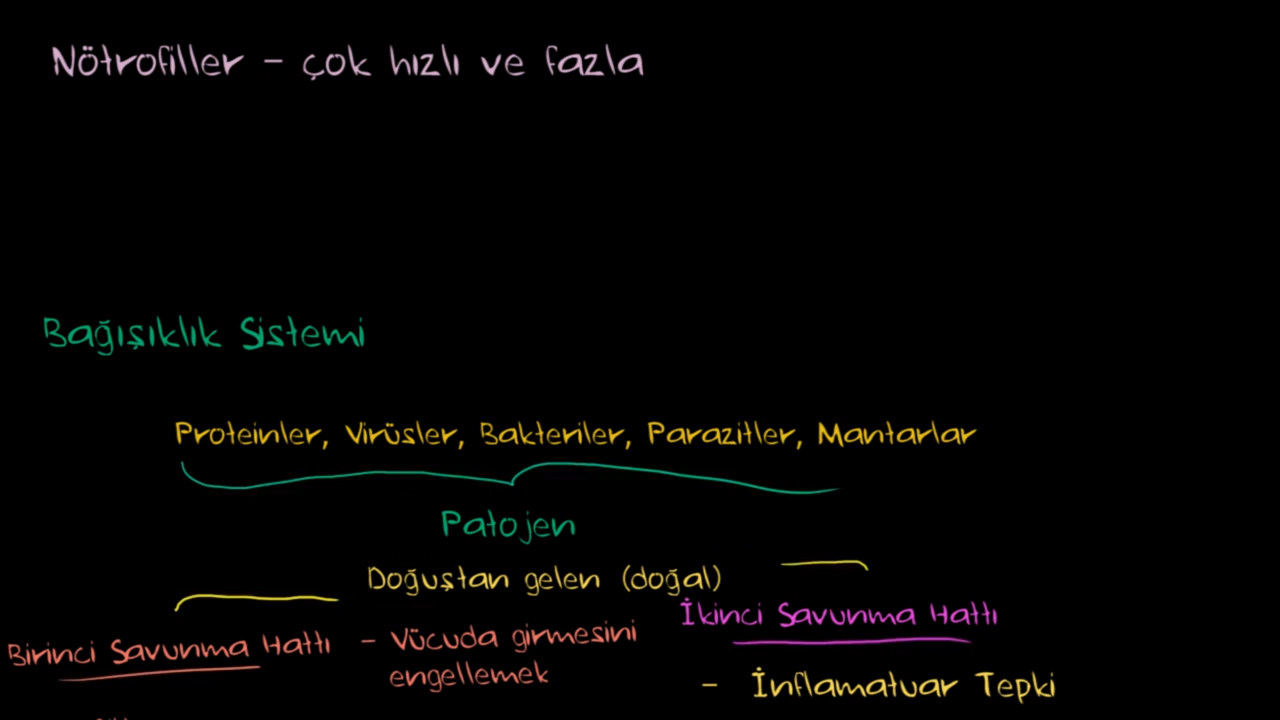 Nötrofiller - çok hızlı ve fazla
Bağışıklık Sistemi
Proteinler, Virüsler, Bakteriler, Parazitler, Mantarlar
Patojen
Doğuştan gelen (doğal)
İkinci Savunma Hattı
Birinci Savunma Hattı - Vücuda girmesini
engellemek
- İnflamatuar Tepki